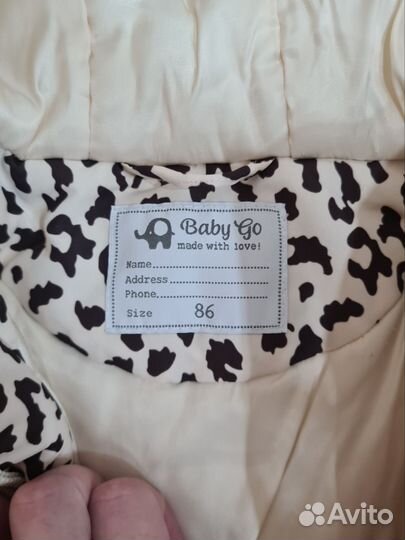 Baby Go
made with love!
Name
Address
Phone
Size 86
Avito